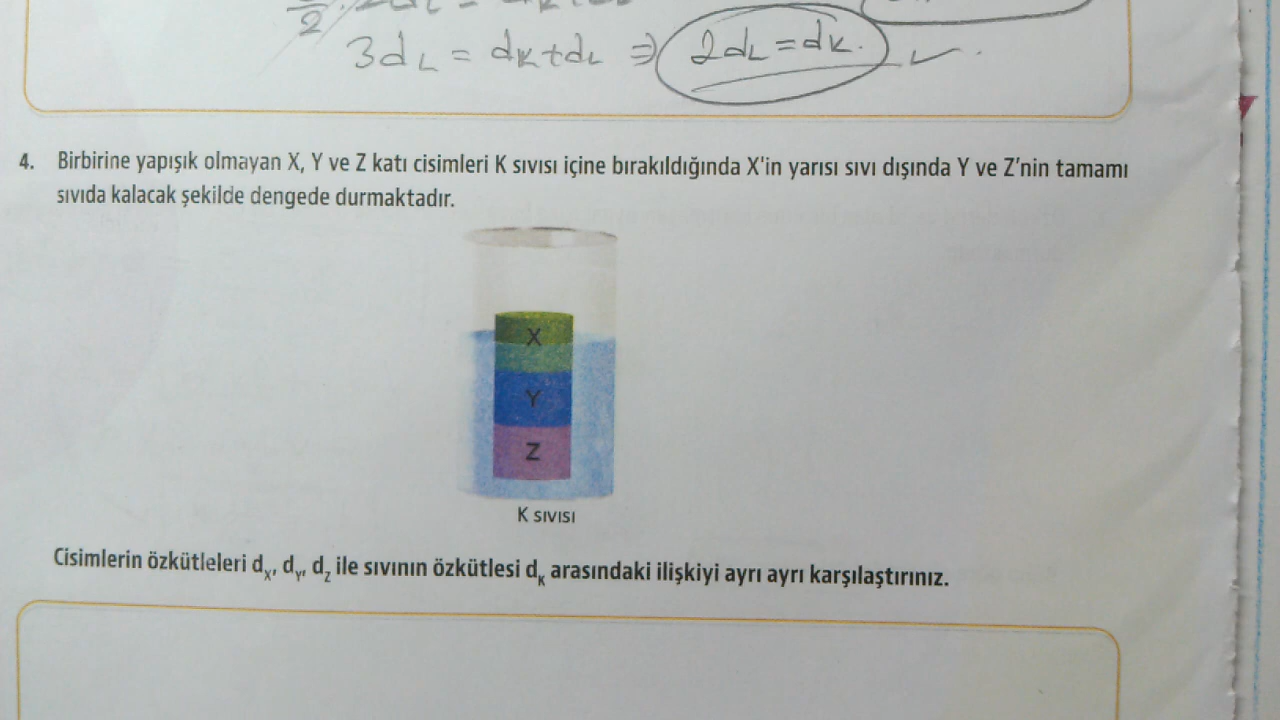 3dL = dK+dL ⇒ 2dL=dK.
4. Birbirine yapışık olmayan X, Y ve Z katı cisimleri K sıvısı içine bırakıldığında X'in yarısı sıvı dışında Y ve Z'nin tamamı
sıvıda kalacak şekilde dengede durmaktadır.
X
Y
Z
K sıvısı
Cisimlerin özkütleleri dX, dY, dZ ile sıvının özkütlesi dK arasındaki ilişkiyi ayrı ayrı karşılaştırınız.